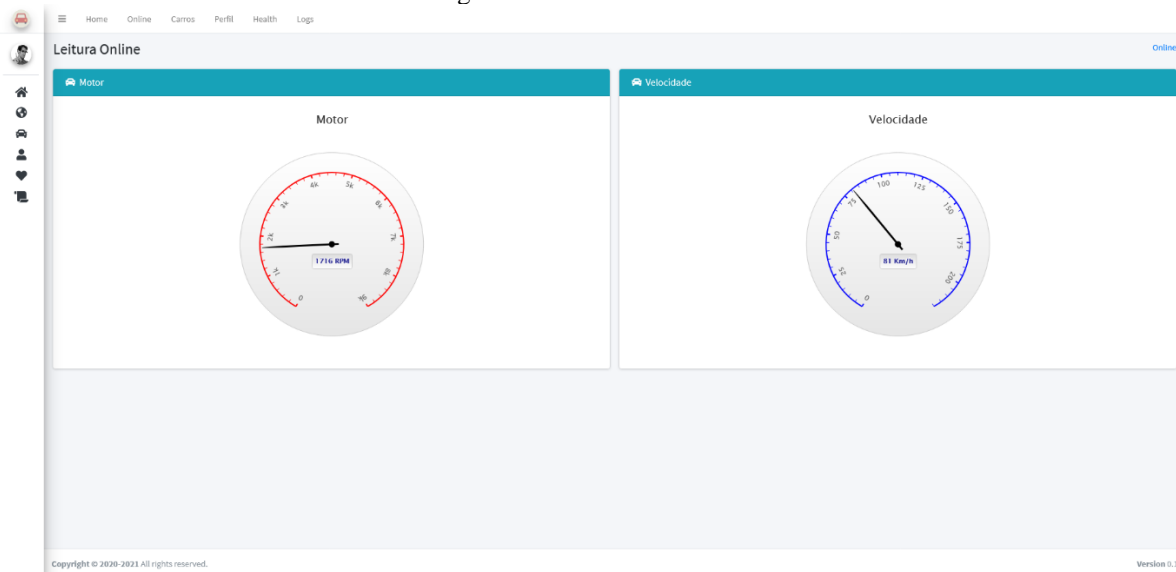 Home Online Carros Perfil Health Logs
Leitura Online
Online
Motor
Velocidade
Motor
0
1k
2k
3k
4k
5k
6k
7k
8k
9k
1716 RPM
Velocidade
0
25
50
75
100
125
150
175
200
81 Km/h
Copyright © 2020-2021 All rights reserved.
Version 0.